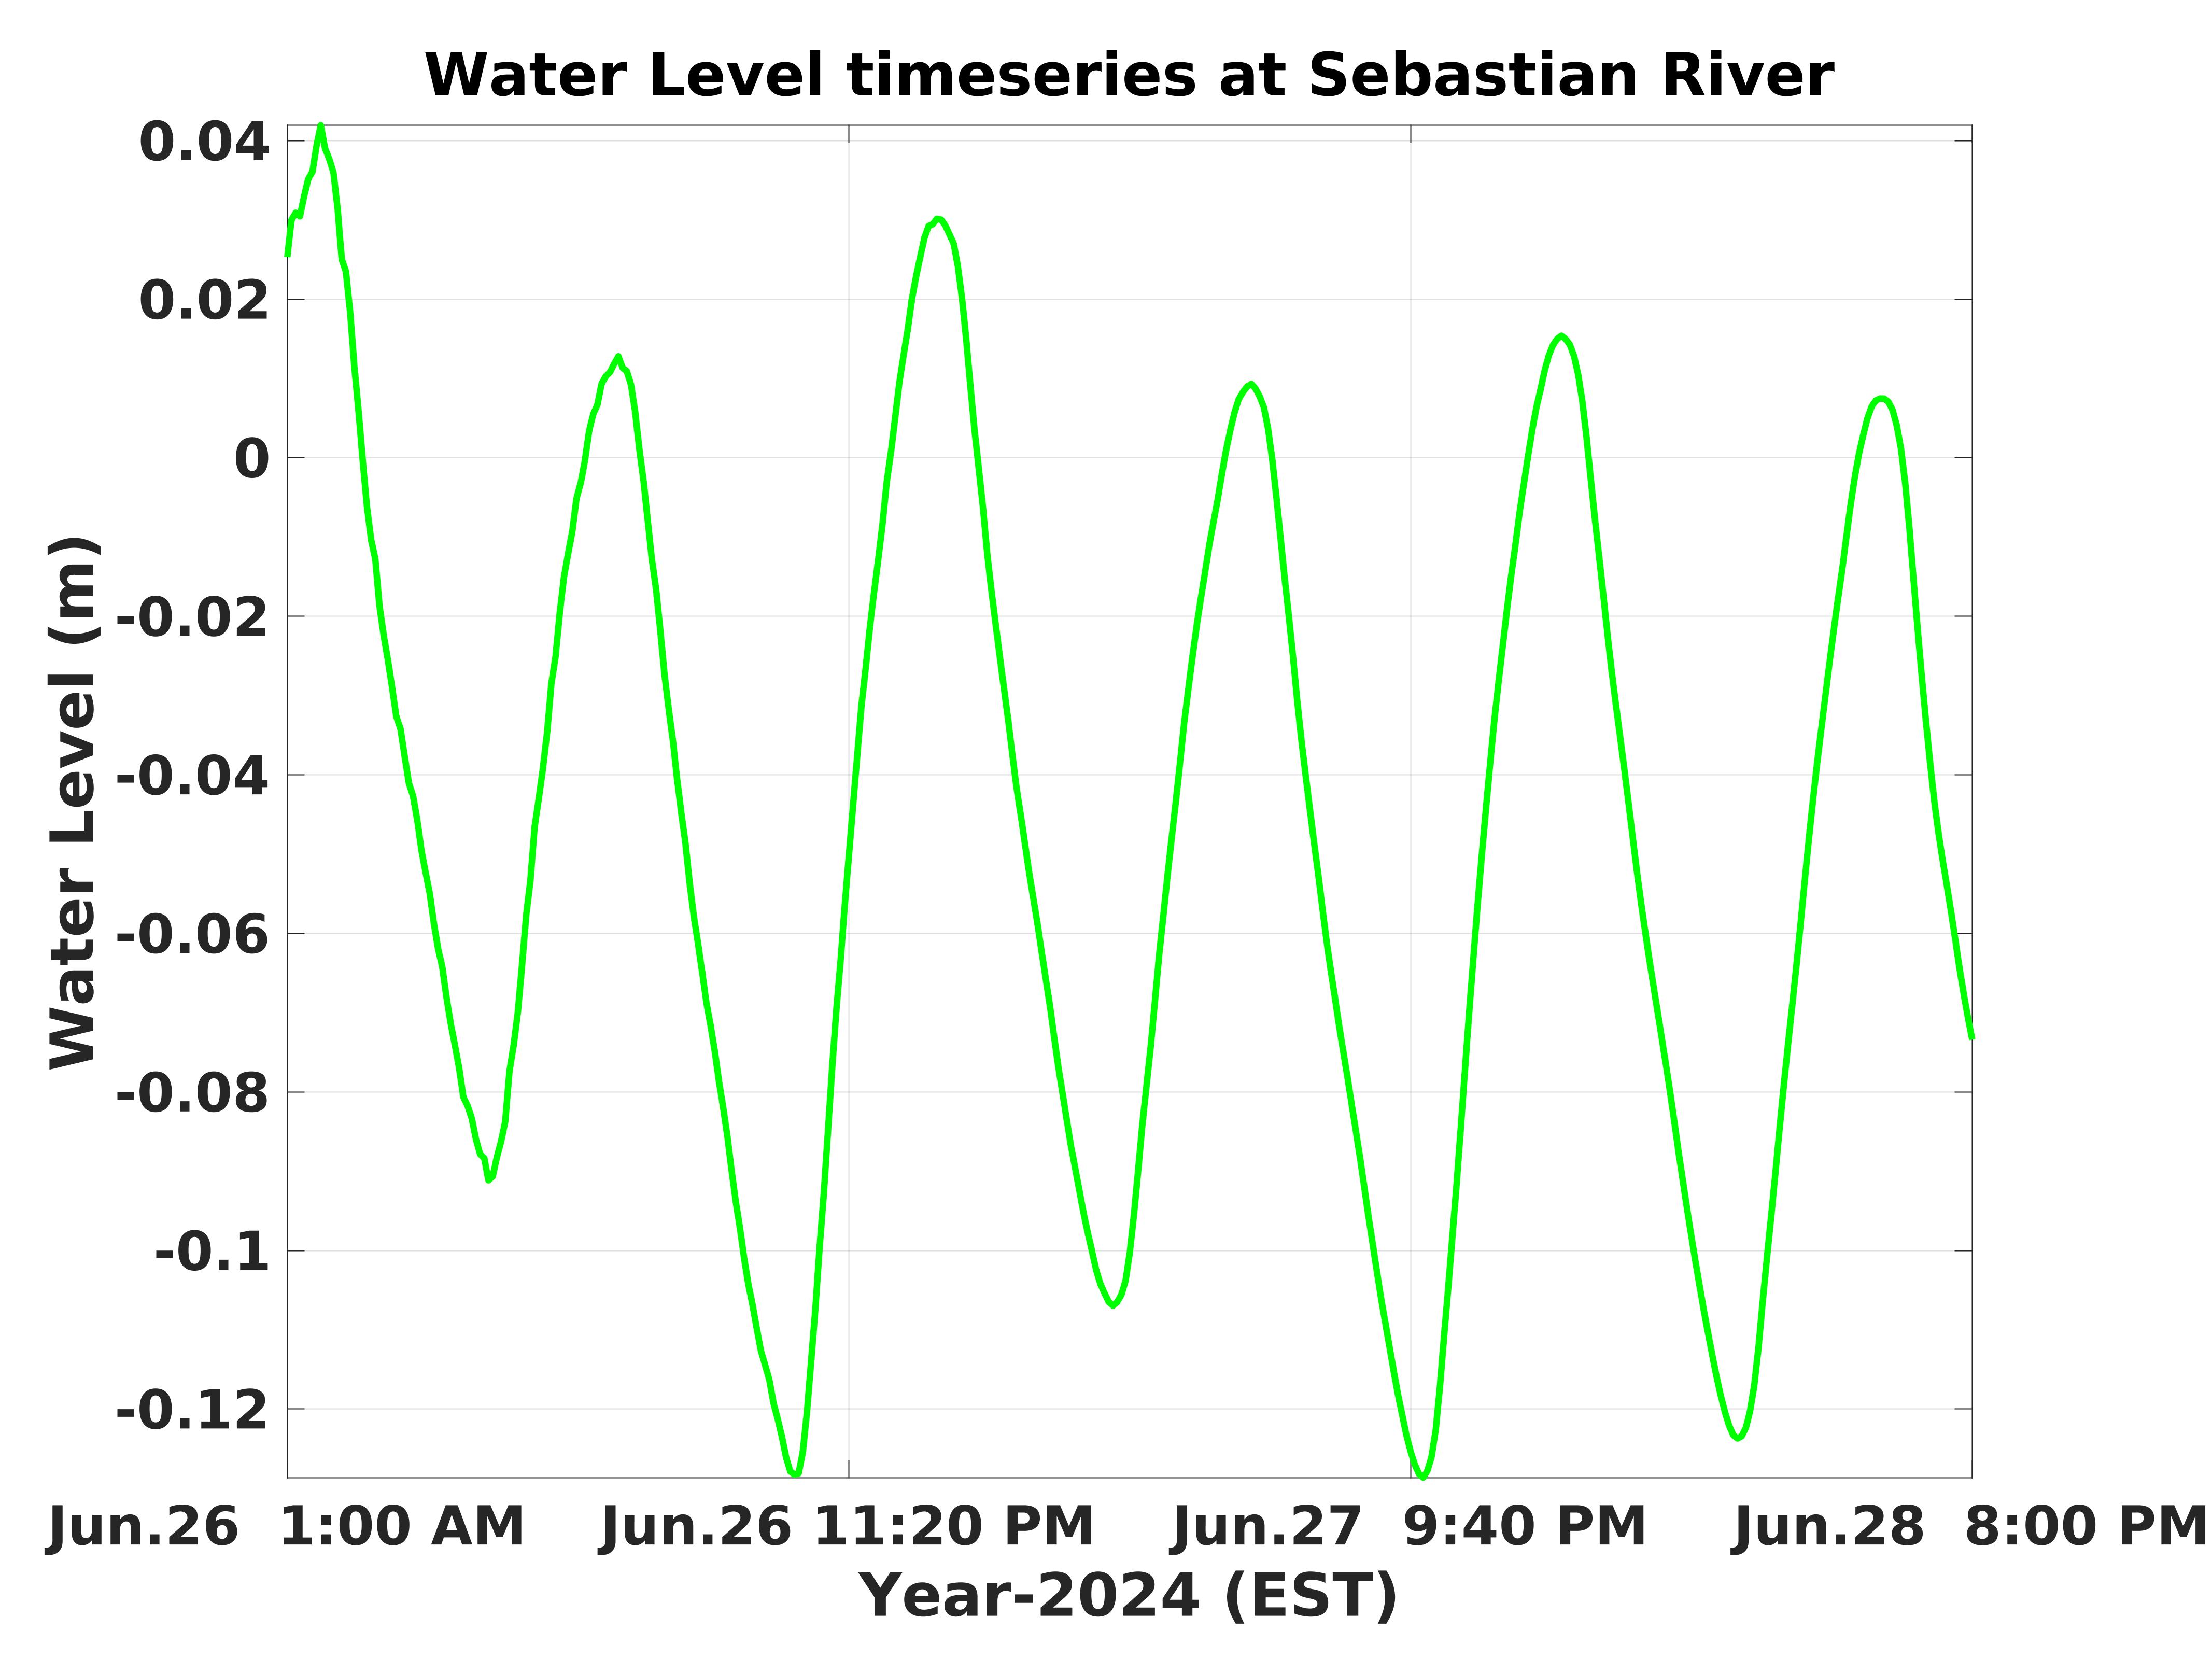 Water Level timeseries at Sebastian River
0.04
0.02
0
-0.02
-0.04
-0.06
-0.08
-0.1
-0.12
Water Level (m)
Jun.26 1:00 AM Jun.26 11:20 PM Jun.27 9:40 PM Jun.28 8:00 PM
Year-2024 (EST)